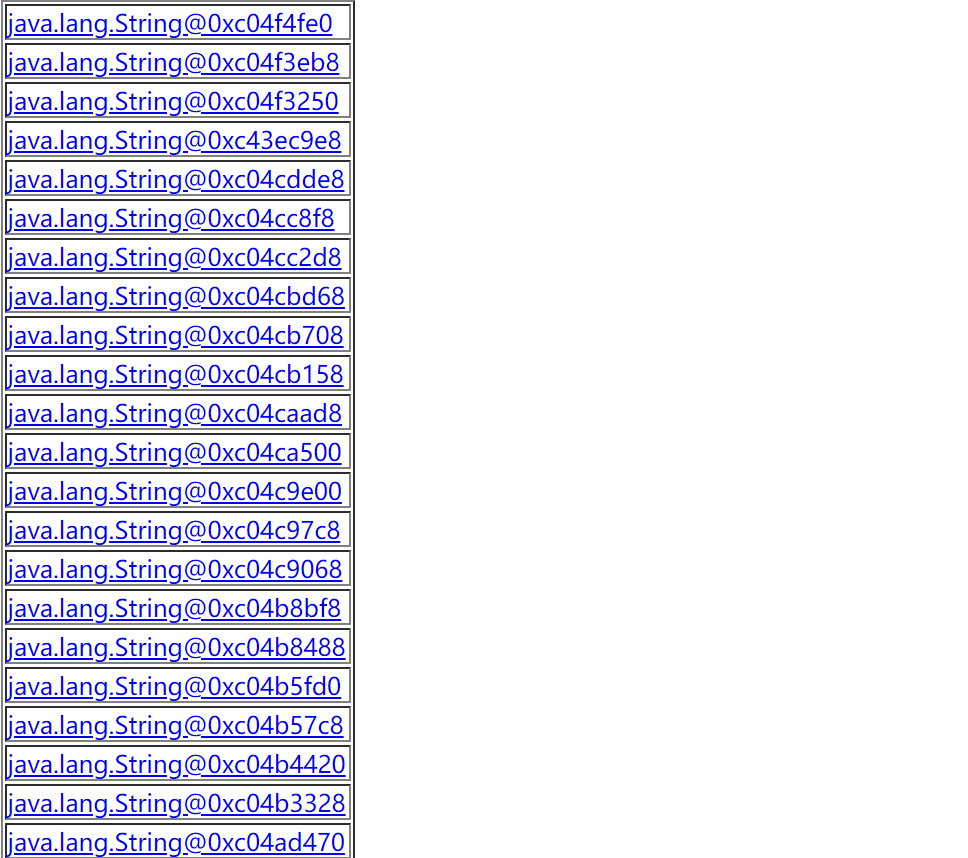 java.lang.String@0xc04f4fe0
java.lang.String@0xc04f3eb8
java.lang.String@0xc04f3250
java.lang.String@0xc43ec9e8
java.lang.String@0xc04cdde8
java.lang.String@0xc04cc8f8
java.lang.String@0xc04cc2d8
java.lang.String@0xc04cbd68
java.lang.String@0xc04cb708
java.lang.String@0xc04cb158
java.lang.String@0xc04caad8
java.lang.String@0xc04ca500
java.lang.String@0xc04c9e00
java.lang.String@0xc04c97c8
java.lang.String@0xc04c9068
java.lang.String@0xc04b8bf8
java.lang.String@0xc04b8488
java.lang.String@0xc04b5fd0
java.lang.String@0xc04b57c8
java.lang.String@0xc04b4420
java.lang.String@0xc04b3328
java.lang.String@0xc04ad470